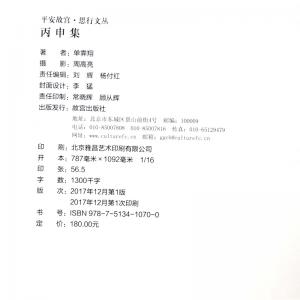 平安故宫·思行文丛
丙申集
著 者：单霁翔
摄 影：周高亮
责任编辑：刘 辉 杨付红
封面设计：李 猛
责任印制：常晓辉 顾从辉
出版发行：故宫出版社
地址：北京市东城区景山前街4号 邮编：100009
电话：010-85007808 010-85007816 传真：010-65129479
网址：www.culturefc.cn 邮箱：ggcb@culturefc.cn
印 刷：北京雅昌艺术印刷有限公司
开 本：787毫米×1092毫米 1/16
印 张：56.5
字 数：1300千字
版 次：2017年12月第1版
2017年12月第1次印刷
书 号：ISBN 978-7-5134-1070-0
定 价：180.00元